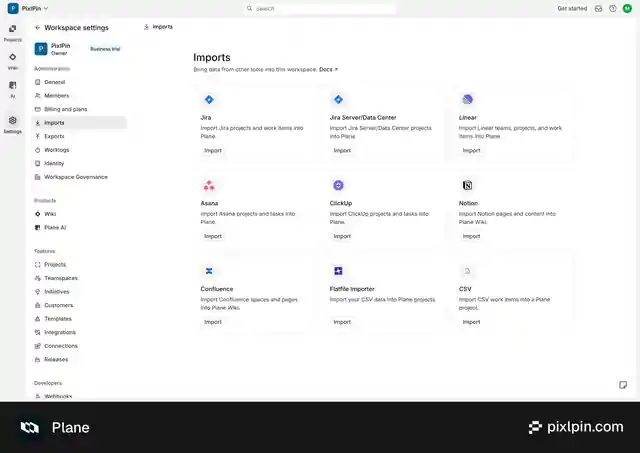 P PixlPin
Search
Get started
M
Projects
Wiki
AI
Settings
Workspace settings
P
PixlPin
Owner
Business trial
Administration
General
Members
Billing and plans
Imports
Exports
Worklogs
Identity
Workspace Governance
Products
Wiki
Plane AI
Features
Projects
Teamspaces
Initiatives
Customers
Templates
Integrations
Connections
Releases
Developers
Webhooks
Imports
Imports
Bring data from other tools into this workspace. Docs
Jira
Import Jira projects and work items into
Plane.
Import
Jira Server/Data Center
Import Jira Server/Data Center projects
into Plane.
Import
Linear
Import Linear teams, projects, and work
items into Plane.
Import
Asana
Import Asana projects and tasks into
Plane.
Import
ClickUp
Import ClickUp projects and tasks into
Plane.
Import
Notion
Import Notion pages and content into
Plane Wiki.
Import
Confluence
Import Confluence spaces and pages
into Plane Wiki.
Import
Flatfile Importer
Import your CSV data into Plane projects.
Import
CSV
Import CSV work items into a Plane
project.
Import
Plane
pixlpin.com